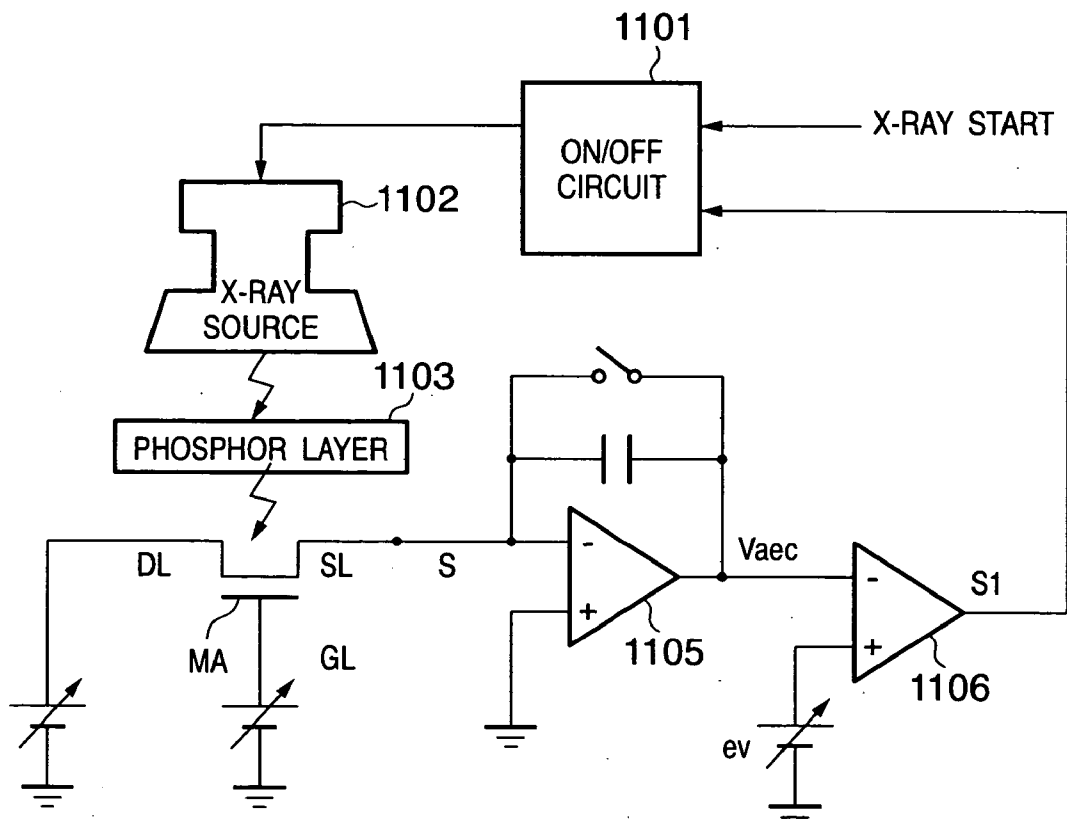 1101
ON/OFF
CIRCUIT
X-RAY START
1102
X-RAY
SOURCE
1103
PHOSPHOR LAYER
DL
SL
S
MA
GL
-
+
1105
Vaec
-
+
S1
1106
ev